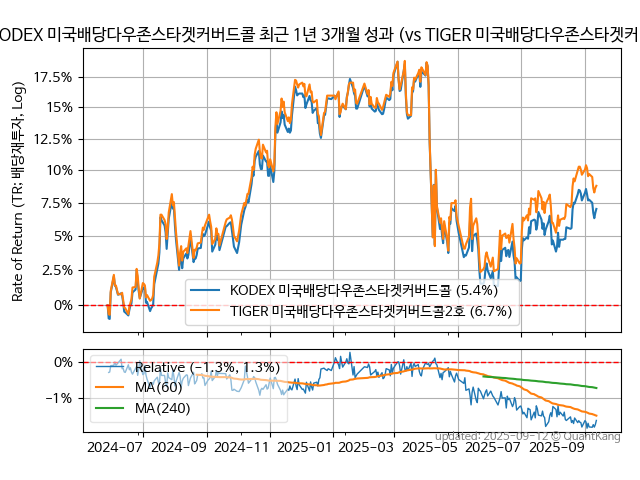 ODEX 미국배당다우존스타겟커버드콜 최근 1년 3개월 성과 (vs TIGER 미국배당다우존스타겟커
Rate of Return (TR: 배당재투자, Log)
17.5%
15%
12.5%
10%
7.5%
5%
2.5%
0%
KODEX 미국배당다우존스타겟커버드콜 (5.4%)
TIGER 미국배당다우존스타겟커버드콜2호 (6.7%)
0%
−1%
Relative (−1.3%, 1.3%)
MA(60)
MA(240)
updated: 2025-09-12 © QuantKang
2024-07 2024-09 2024-11 2025-01 2025-03 2025-05 2025-07 2025-09